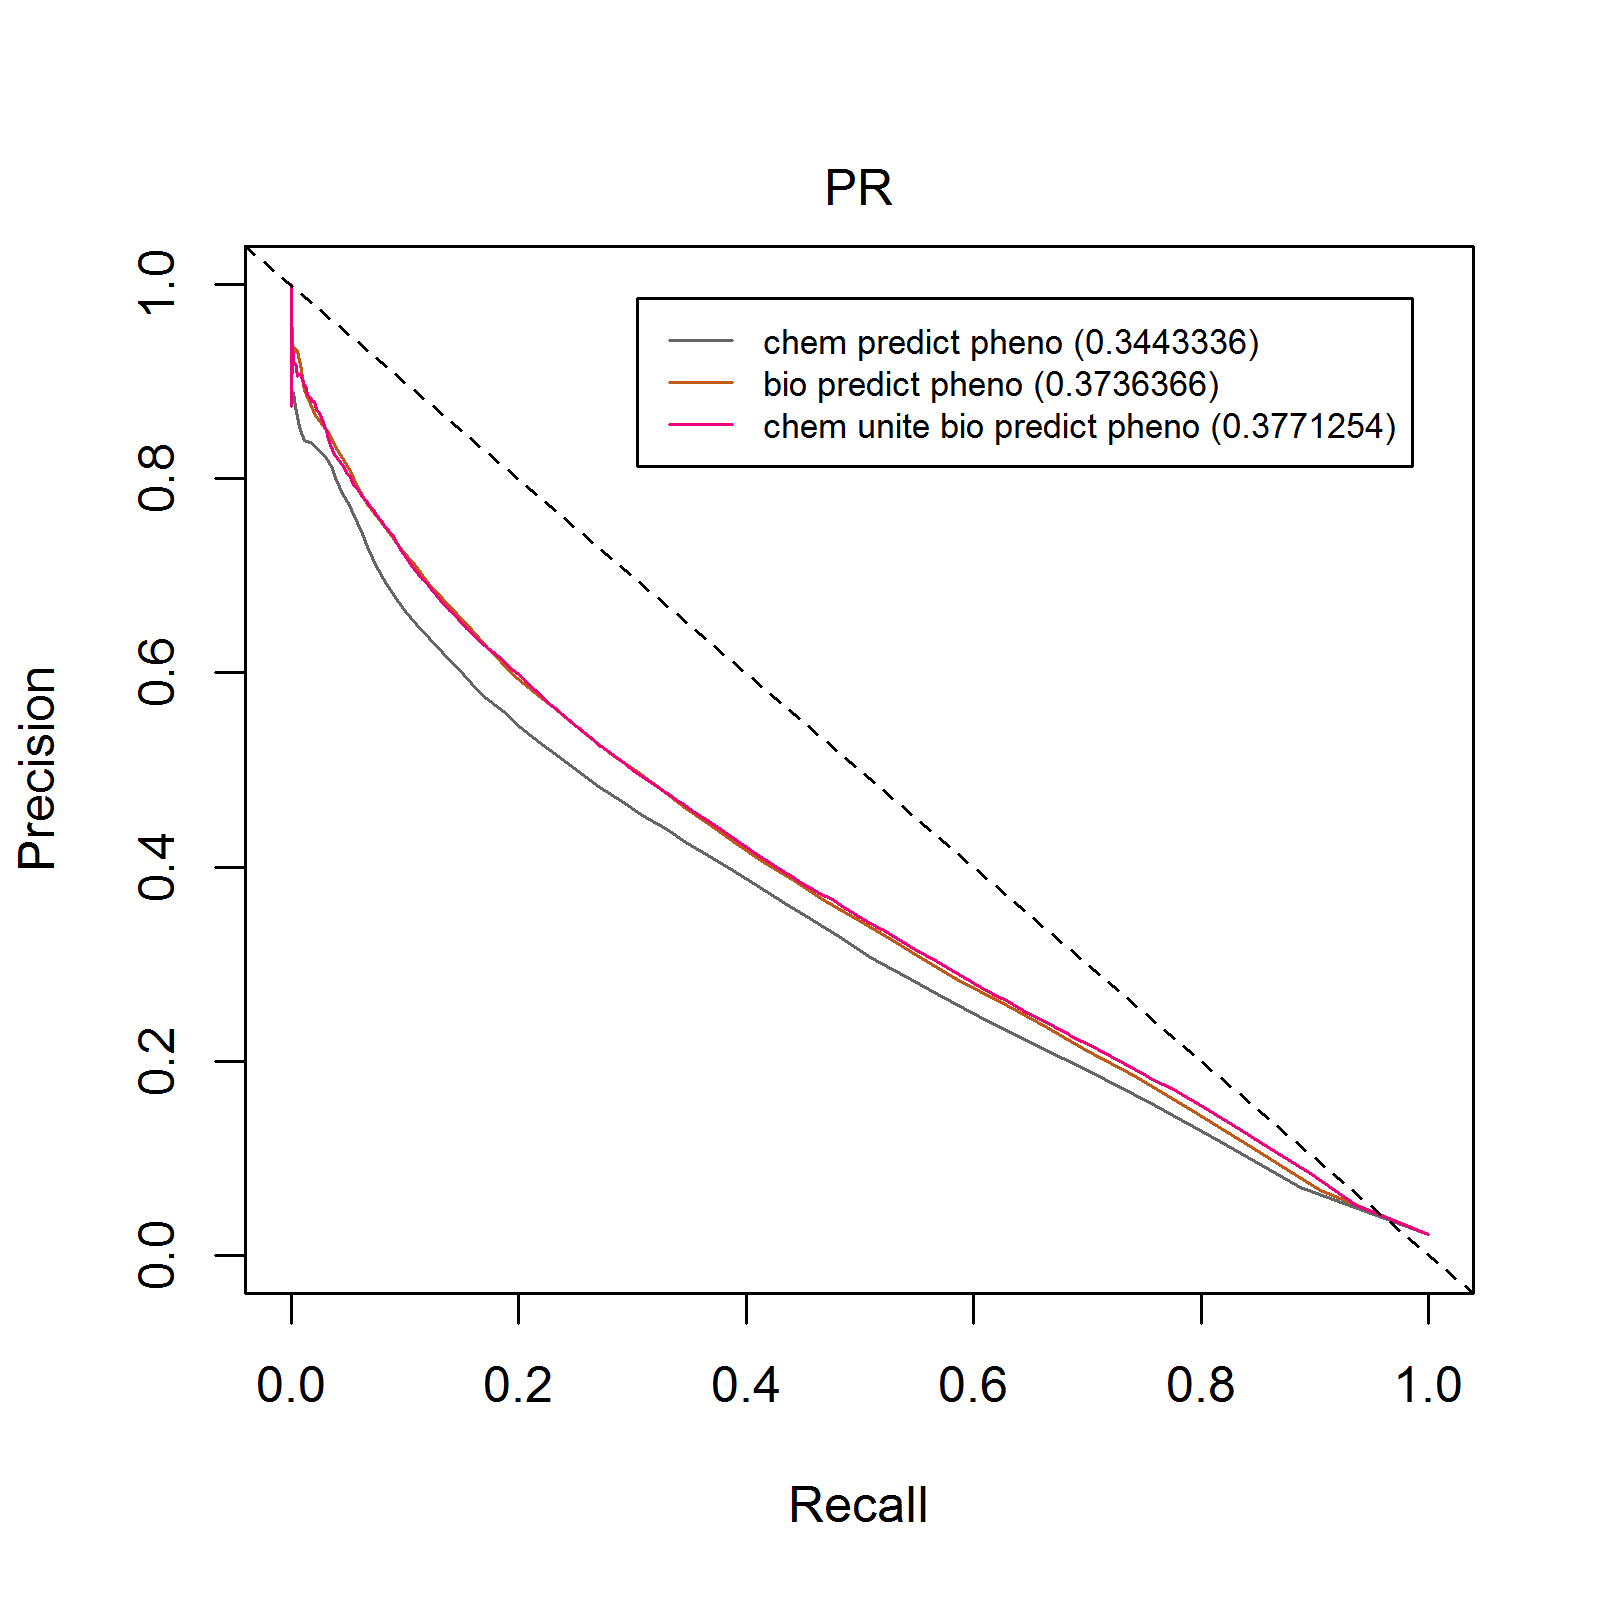 PR
Precision
1.0
0.8
0.6
0.4
0.2
0.0
chem predict pheno (0.3443336)
bio predict pheno (0.3736366)
chem unite bio predict pheno (0.3771254)
0.0 0.2 0.4 0.6 0.8 1.0
Recall